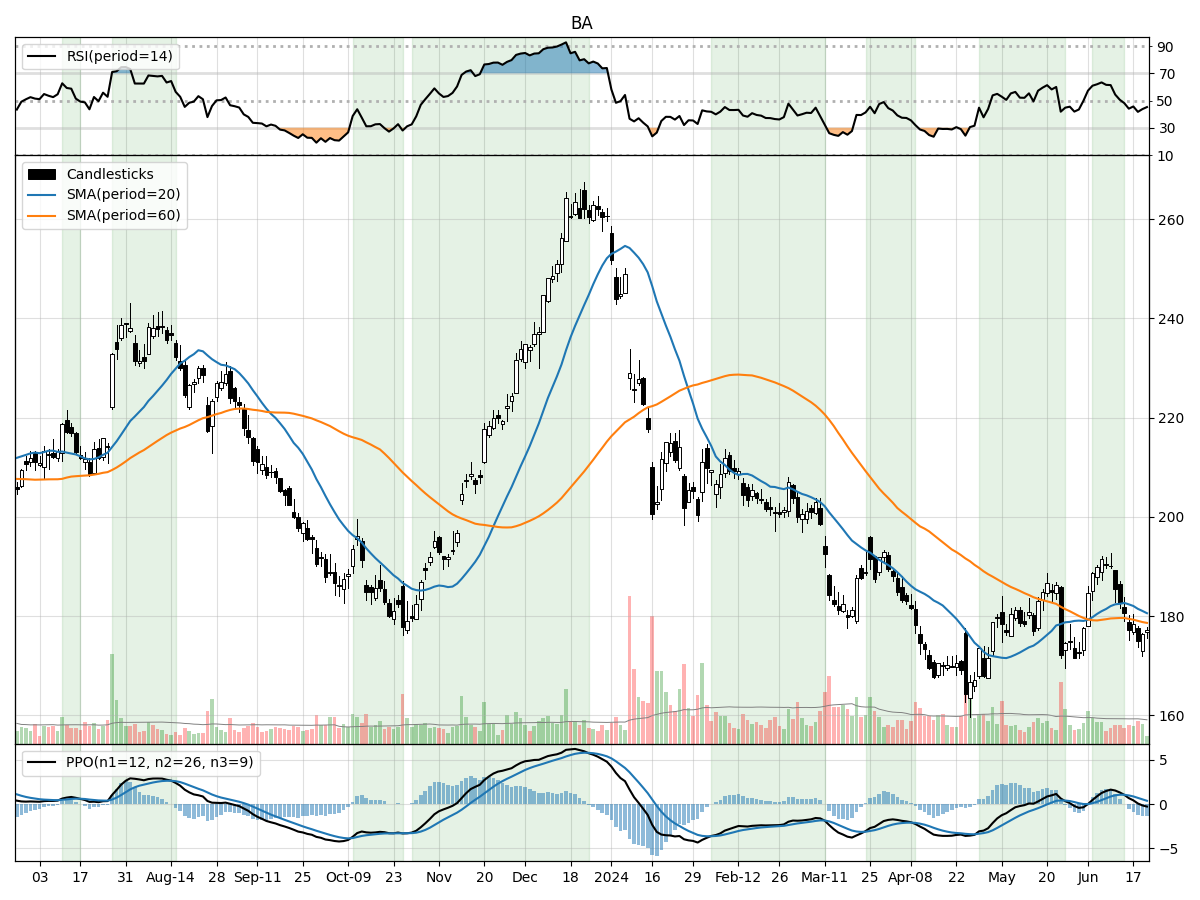 BA
RSI(period=14)
90
70
50
30
10
Candlesticks
SMA(period=20)
SMA(period=60)
260
240
220
200
180
160
PPO(n1=12, n2=26, n3=9)
5
0
−5
03 17 31 Aug-14 28 Sep-11 25 Oct-09 23 Nov 20 Dec 18 2024 16 29 Feb-12 26 Mar-11 25 Apr-08 22 May 20 Jun 17